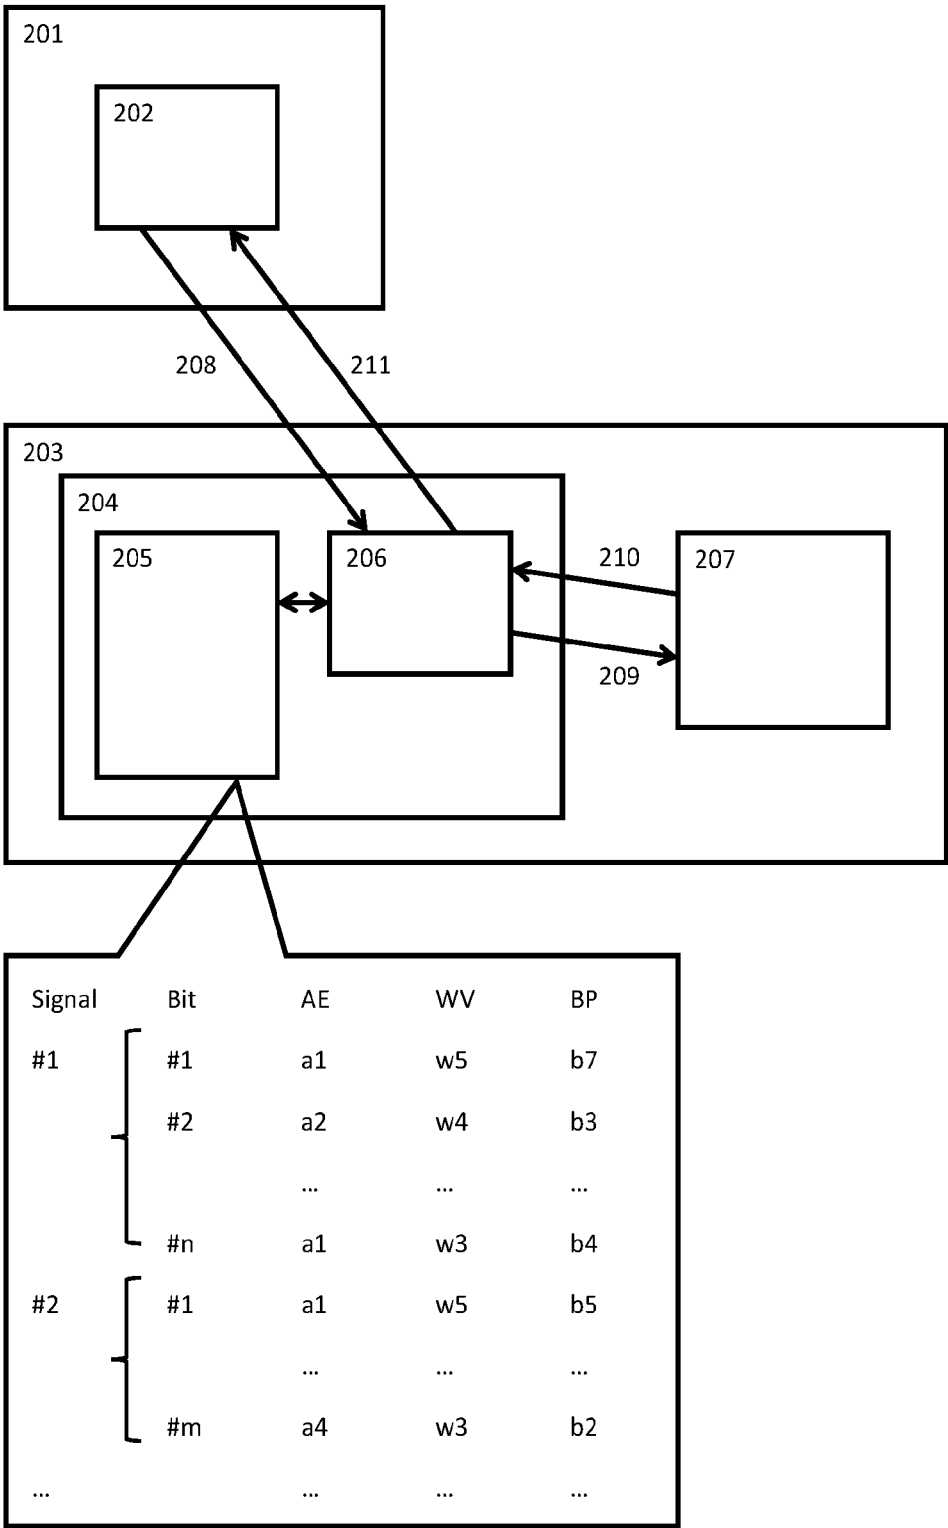 201
202
208
211
203
204
205
206
210
207
209
Signal Bit AE WV BP
#1 #1 a1 w5 b7
#2 a2 w4 b3
... ... ...
#n a1 w3 b4
#2 #1 a1 w5 b5
... ... ...
#m a4 w3 b2
... ... ... ...